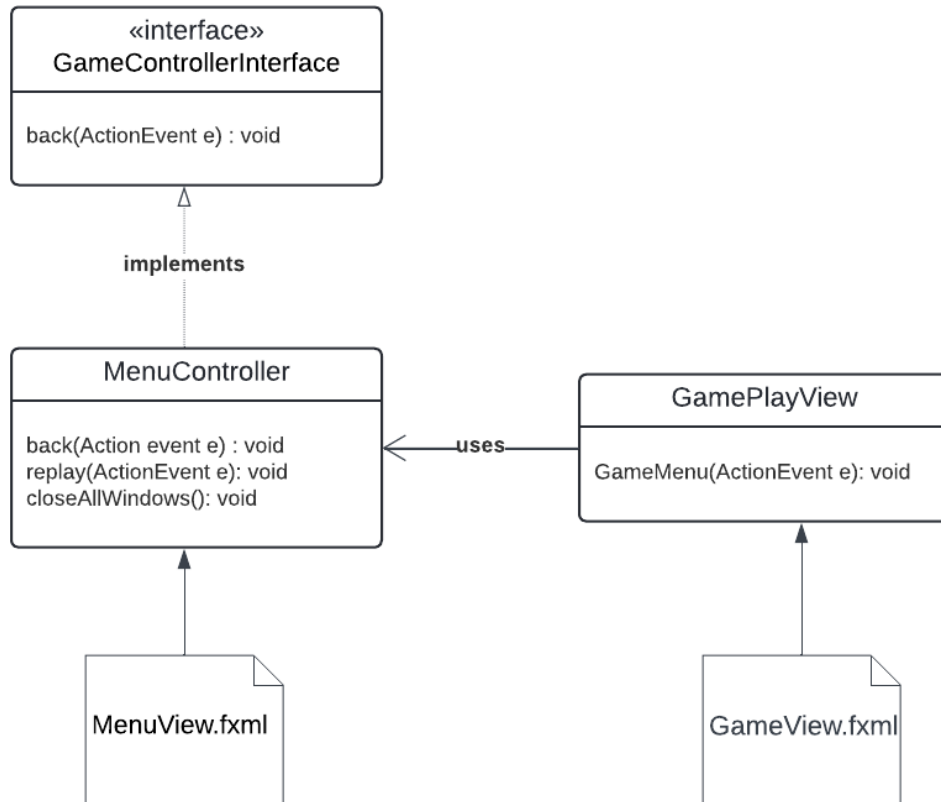 «interface»
GameControllerInterface
back(ActionEvent e) : void
implements
MenuController
back(Action event e) : void
replay(ActionEvent e): void
closeAllWindows(): void
uses
GamePlayView
GameMenu(ActionEvent e): void
MenuView.fxml
GameView.fxml